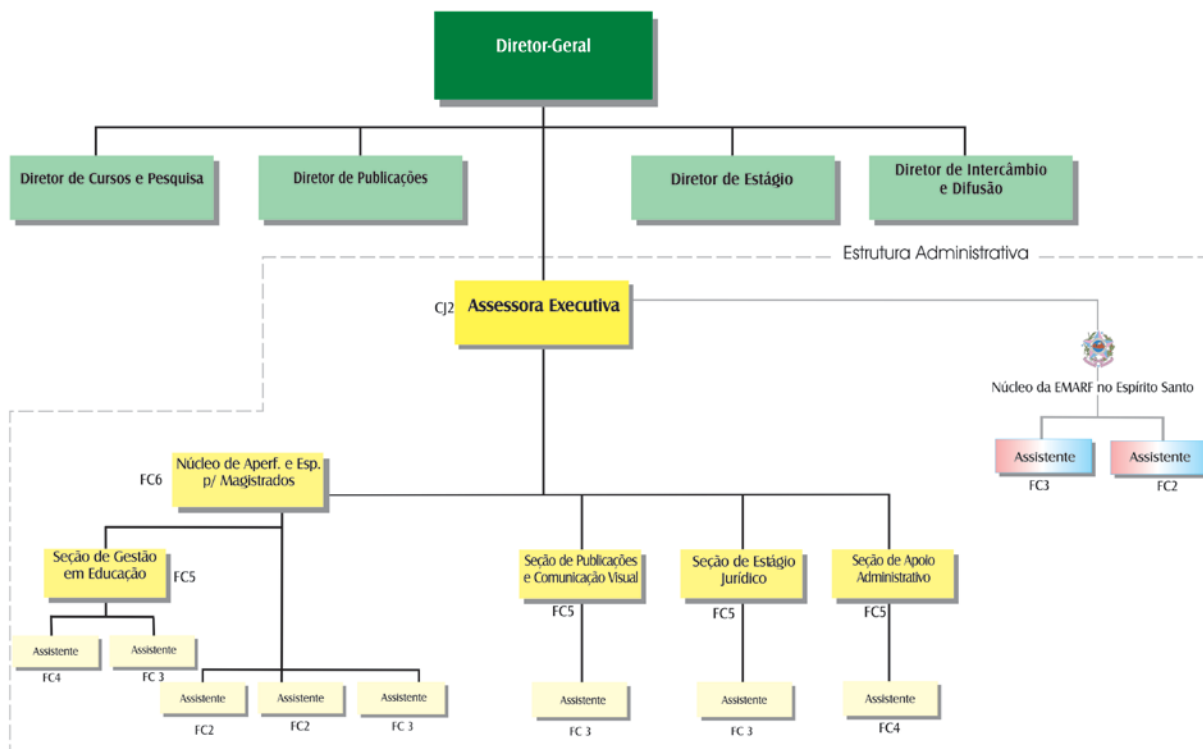 Diretor-Geral
Diretor de Cursos e Pesquisa
Diretor de Publicações
Diretor de Estágio
Diretor de Intercâmbio
e Difusão
Estrutura Administrativa
CJ2
Assessora Executiva
Núcleo da EMARF no Espírito Santo
Assistente
FC3
Assistente
FC2
FC6
Núcleo de Aperf. e Esp.
p/ Magistrados
Seção de Gestão
em Educação
FC5
Seção de Publicações
e Comunicação Visual
FC5
Seção de Estágio
Jurídico
FC5
Seção de Apoio
Administrativo
FC5
Assistente
FC4
Assistente
FC 3
Assistente
FC2
Assistente
FC2
Assistente
FC 3
Assistente
FC 3
Assistente
FC 3
Assistente
FC4